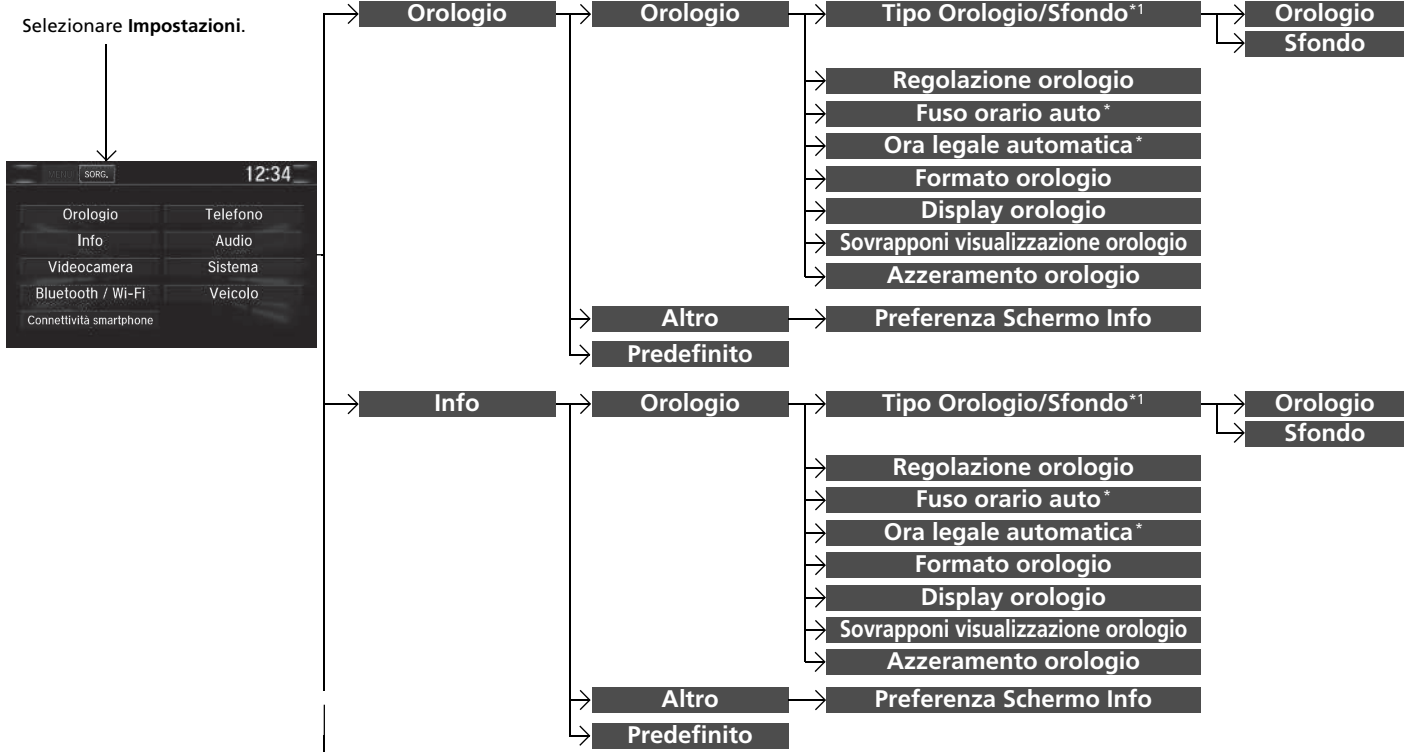 Selezionare Impostazioni.
MENU SORG. 12:34
Orologio Telefono
Info Audio
Videocamera Sistema
Bluetooth / Wi-Fi Veicolo
Connettività smartphone
Orologio
Orologio
Tipo Orologio/Sfondo*1
Orologio
Sfondo
Regolazione orologio
Fuso orario auto*
Ora legale automatica*
Formato orologio
Display orologio
Sovrapponi visualizzazione orologio
Azzeramento orologio
Altro
Preferenza Schermo Info
Predefinito
Info
Orologio
Tipo Orologio/Sfondo*1
Orologio
Sfondo
Regolazione orologio
Fuso orario auto*
Ora legale automatica*
Formato orologio
Display orologio
Sovrapponi visualizzazione orologio
Azzeramento orologio
Altro
Preferenza Schermo Info
Predefinito